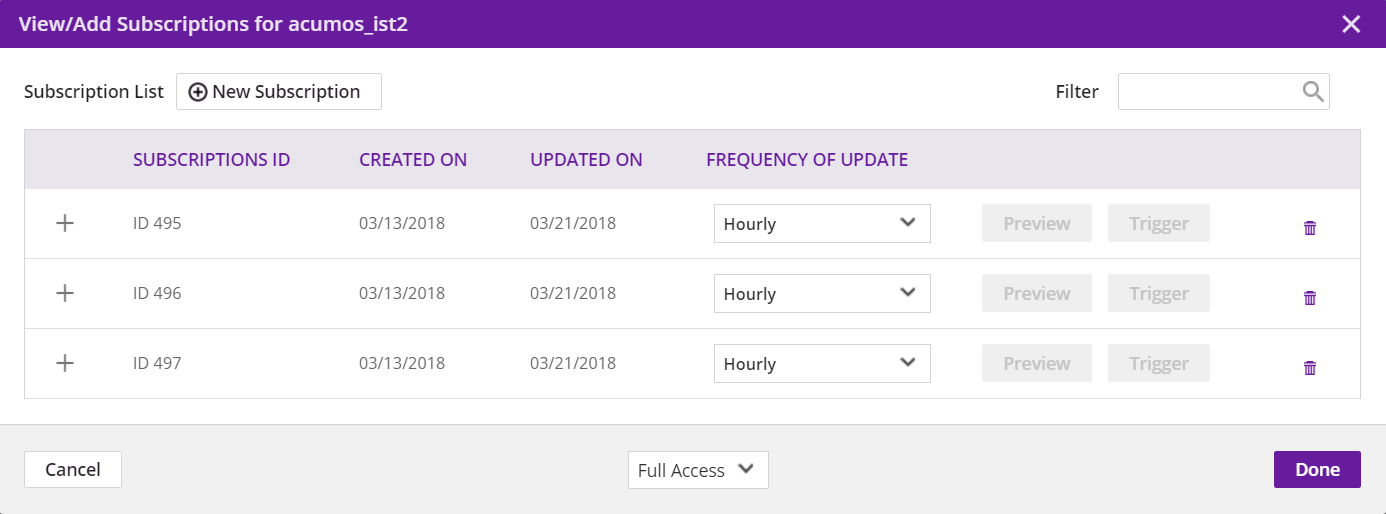 View/Add Subscriptions for acumos_ist2
Subscription List New Subscription Filter
SUBSCRIPTIONS ID CREATED ON UPDATED ON FREQUENCY OF UPDATE
ID 495 03/13/2018 03/21/2018 Hourly Preview Trigger
ID 496 03/13/2018 03/21/2018 Hourly Preview Trigger
ID 497 03/13/2018 03/21/2018 Hourly Preview Trigger
Cancel Full Access Done